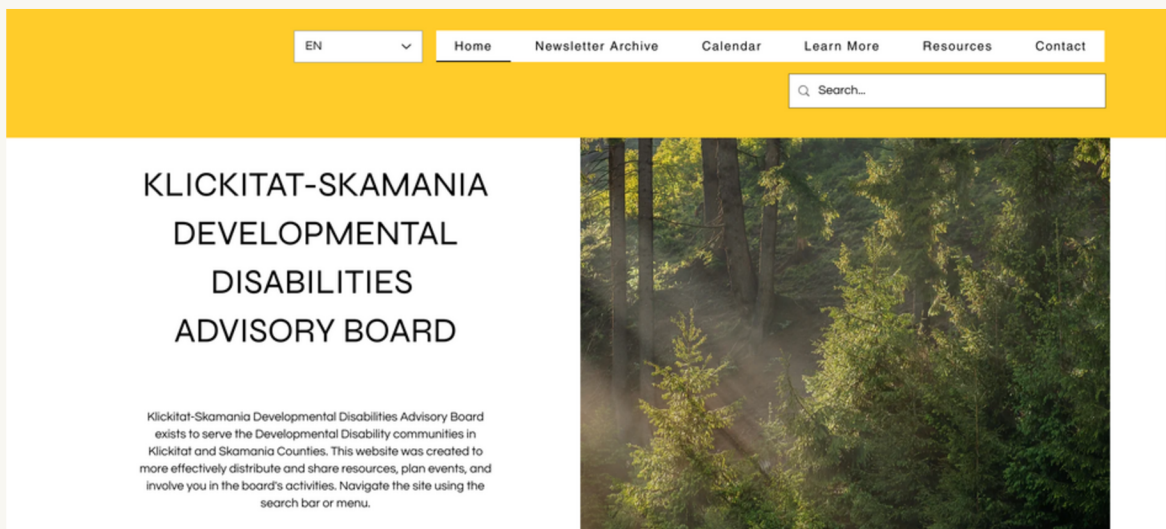 EN
Home Newsletter Archive Calendar Learn More Resources Contact
Search...
KLICKITAT-SKAMANIA
DEVELOPMENTAL
DISABILITIES
ADVISORY BOARD
Klickitat-Skamania Developmental Disabilities Advisory Board
exists to serve the Developmental Disability communities in
Klickitat and Skamania Counties. This website was created to
more effectively distribute and share resources, plan events, and
involve you in the board's activities. Navigate the site using the
search bar or menu.